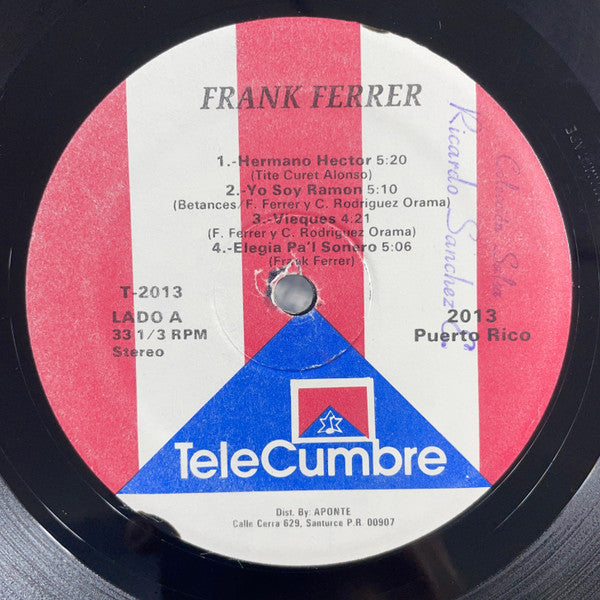 FRANK FERRER
1.-Hermano Hector 5:20
(Tite Curet Alonso)
2.-Yo Soy Ramon 5:10
(Betances/F. Ferrer y C. Rodriguez Orama)
3.-Vieques 4:21
(F. Ferrer y C. Rodriguez Orama)
4.-Elegia Pa'l Sonero 5:06
(Frank Ferrer)
T-2013
LADO A
33 1/3 RPM
Stereo
2013
Puerto Rico
Colección Salsa
Ricardo Sanchez C.
TeleCumbre
Dist. By: APONTE
Calle Cerra 629, Santurce P.R. 00907